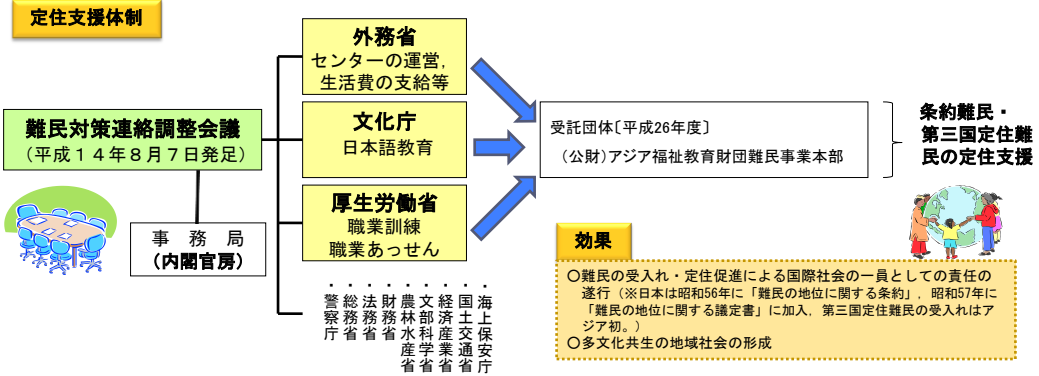 定住支援体制
難民対策連絡調整会議
（平成１４年８月７日発足）
事　務　局
（内閣官房）
外務省
センターの運営，
生活費の支給等
文化庁
日本語教育
厚生労働省
職業訓練
職業あっせん
・警察庁
・総務省
・法務省
・財務省
・農林水産省
・文部科学省
・経済産業省
・国土交通省
・海上保安庁
受託団体〔平成26年度〕
（公財）アジア福祉教育財団難民事業本部
条約難民・
第三国定住難
民の定住支援
効果
○難民の受入れ・定住促進による国際社会の一員としての責任の
遂行（※日本は昭和56年に「難民の地位に関する条約」，昭和57年に
「難民の地位に関する議定書」に加入，第三国定住難民の受入れはア
ジア初。）
○多文化共生の地域社会の形成